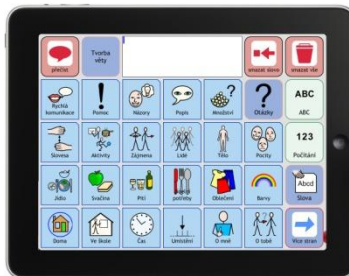 přečíst
Tvorba věty
smazat slovo
smazat vše
Rychlá komunikace
Pomoc
Názory
Popis
Množství
Otázky
ABC
ABC
Slovesa
Aktivity
Zájmena
Lidé
Tělo
Pocity
123
Počítání
Jídlo
Svačina
Pití
potřeby
Oblečení
Barvy
Abcd
Slova
Doma
Ve škole
Čas
Umístění
O mně
O tobě
Více stran